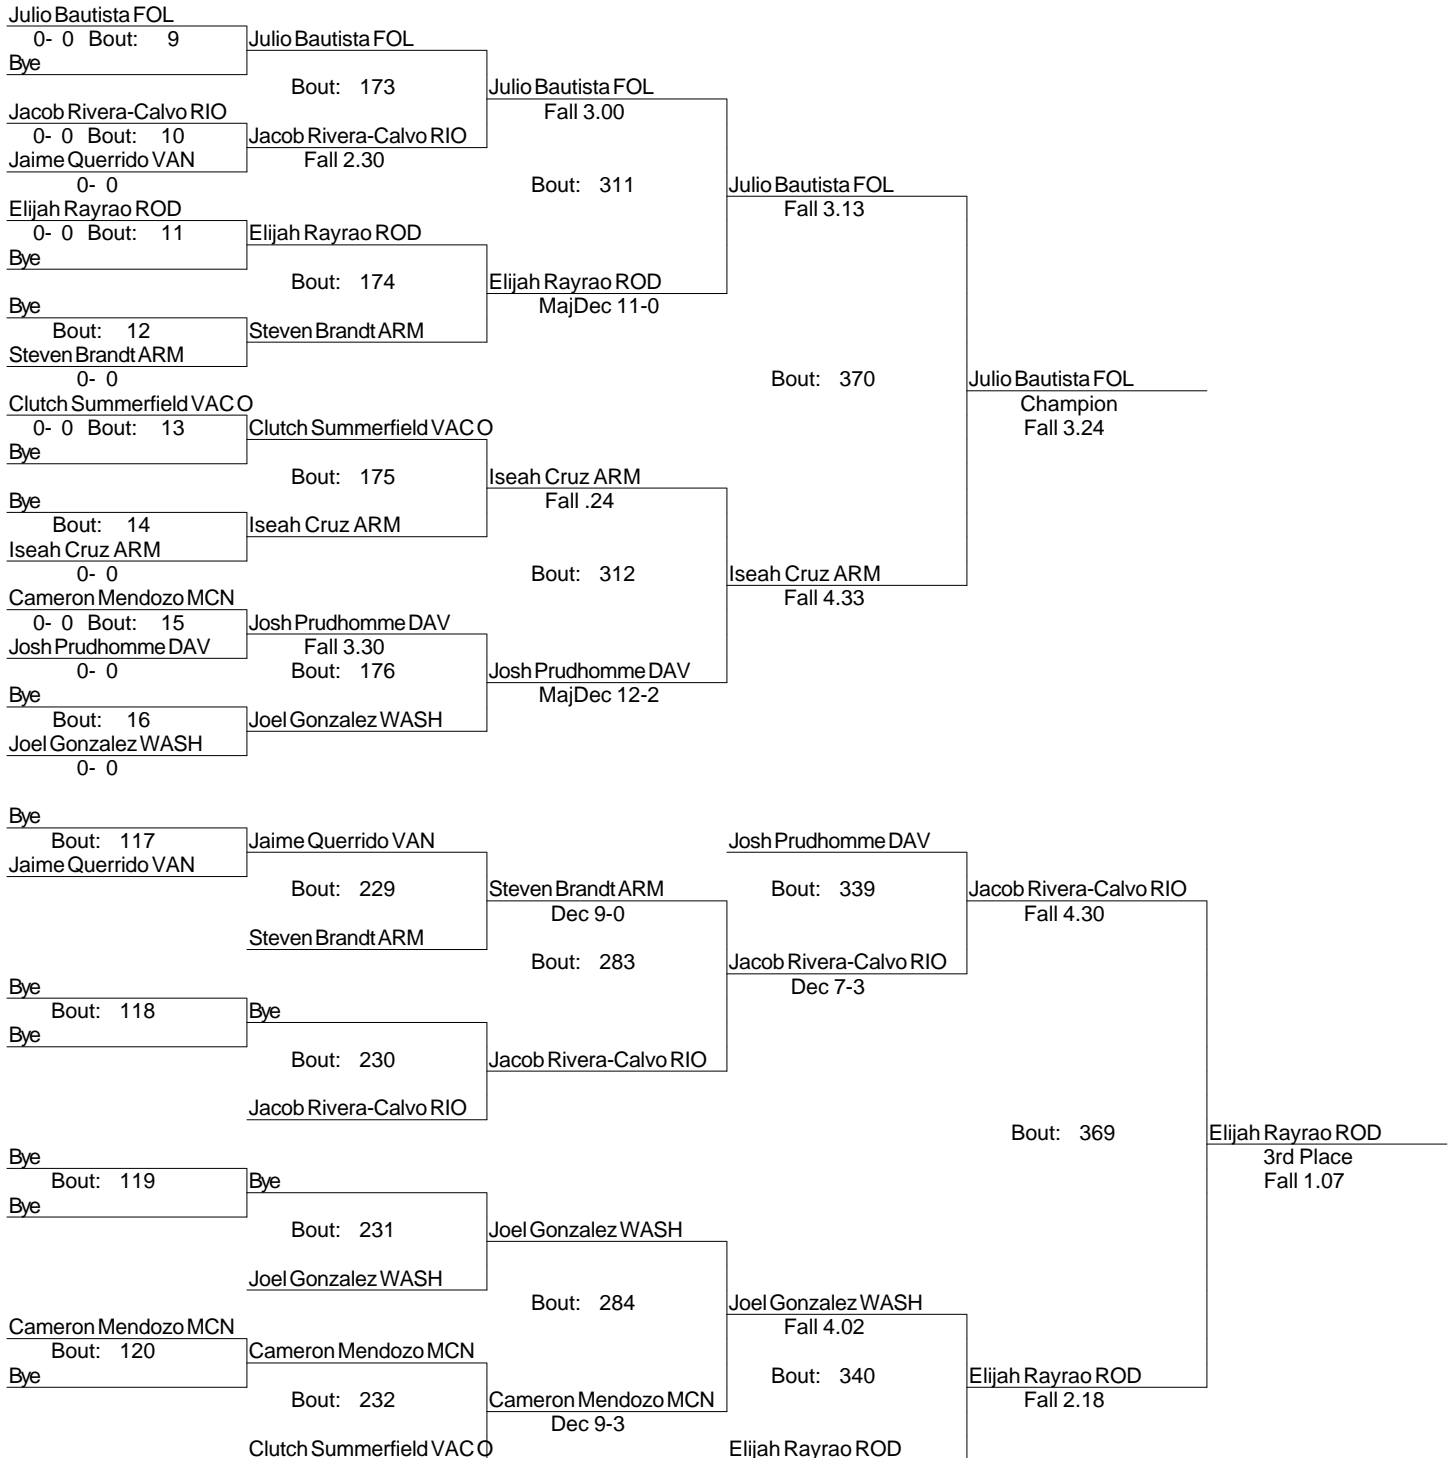 Julio Bautista FOL
0- 0 Bout: 9 Julio Bautista FOL
Bye
Bout: 173 Julio Bautista FOL
Jacob Rivera-Calvo RIO Fall 3.00
0- 0 Bout: 10 Jacob Rivera-Calvo RIO
Jaime Querrido VAN Fall 2.30
0- 0 Bout: 311 Julio Bautista FOL
Elijah Rayrao ROD Fall 3.13
0- 0 Bout: 11 Elijah Rayrao ROD
Bye
Bout: 174 Elijah Rayrao ROD
Bye MajDec 11-0
Bout: 12 Steven Brandt ARM
Steven Brandt ARM
0- 0 Bout: 370 Julio Bautista FOL
Clutch Summerfield VACO Champion
0- 0 Bout: 13 Clutch Summerfield VACO Fall 3.24
Bye
Bout: 175 Iseah Cruz ARM
Bye Fall .24
Bout: 14 Iseah Cruz ARM
Iseah Cruz ARM
0- 0 Bout: 312 Iseah Cruz ARM
Cameron Mendozo MCN Fall 4.33
0- 0 Bout: 15 Josh Prudhomme DAV
Josh Prudhomme DAV Fall 3.30
0- 0 Bout: 176 Josh Prudhomme DAV
Bye MajDec 12-2
Bout: 16 Joel Gonzalez WASH
Joel Gonzalez WASH
0- 0
Bye
Bout: 117 Jaime Querrido VAN Josh Prudhomme DAV
Jaime Querrido VAN
Bout: 229 Steven Brandt ARM Bout: 339 Jacob Rivera-Calvo RIO
Dec 9-0 Fall 4.30
Steven Brandt ARM
Bout: 283 Jacob Rivera-Calvo RIO
Bye Dec 7-3
Bout: 118 Bye
Bye
Bout: 230 Jacob Rivera-Calvo RIO
Jacob Rivera-Calvo RIO
Bout: 369 Elijah Rayrao ROD
Bye 3rd Place
Bout: 119 Bye Fall 1.07
Bye
Bout: 231 Joel Gonzalez WASH
Joel Gonzalez WASH
Bout: 284 Joel Gonzalez WASH
Cameron Mendozo MCN Fall 4.02
Bout: 120 Cameron Mendozo MCN
Bye Bout: 340 Elijah Rayrao ROD
Bout: 232 Cameron Mendozo MCN Fall 2.18
Dec 9-3
Clutch Summerfield VACO Elijah Rayrao ROD